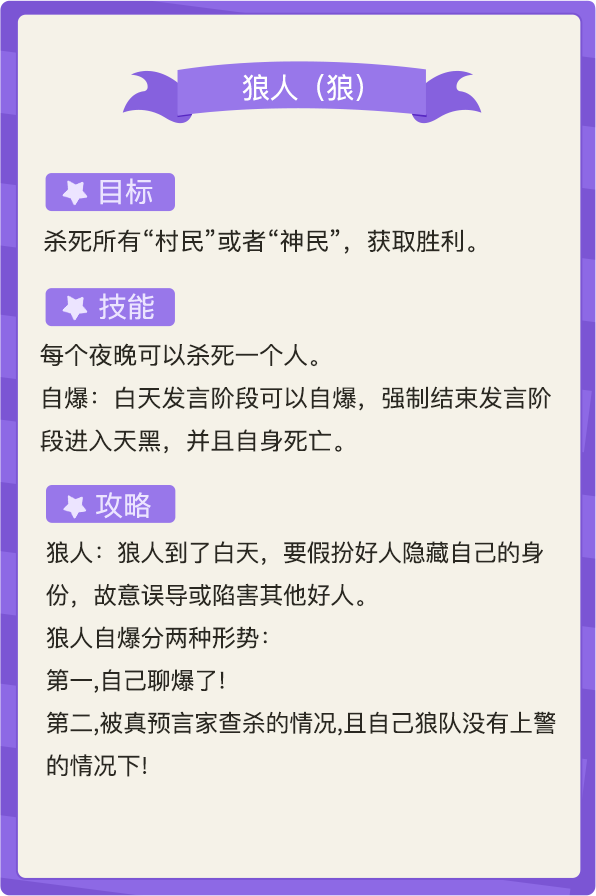 狼人（狼）
目标
杀死所有“村民”或者“神民”，获取胜利。
技能
每个夜晚可以杀死一个人。
自爆：白天发言阶段可以自爆，强制结束发言阶
段进入天黑，并且自身死亡。
攻略
狼人：狼人到了白天，要假扮好人隐藏自己的身
份，故意误导或陷害其他好人。
狼人自爆分两种形势：
第一,自己聊爆了!
第二,被真预言家查杀的情况,且自己狼队没有上警
的情况下!